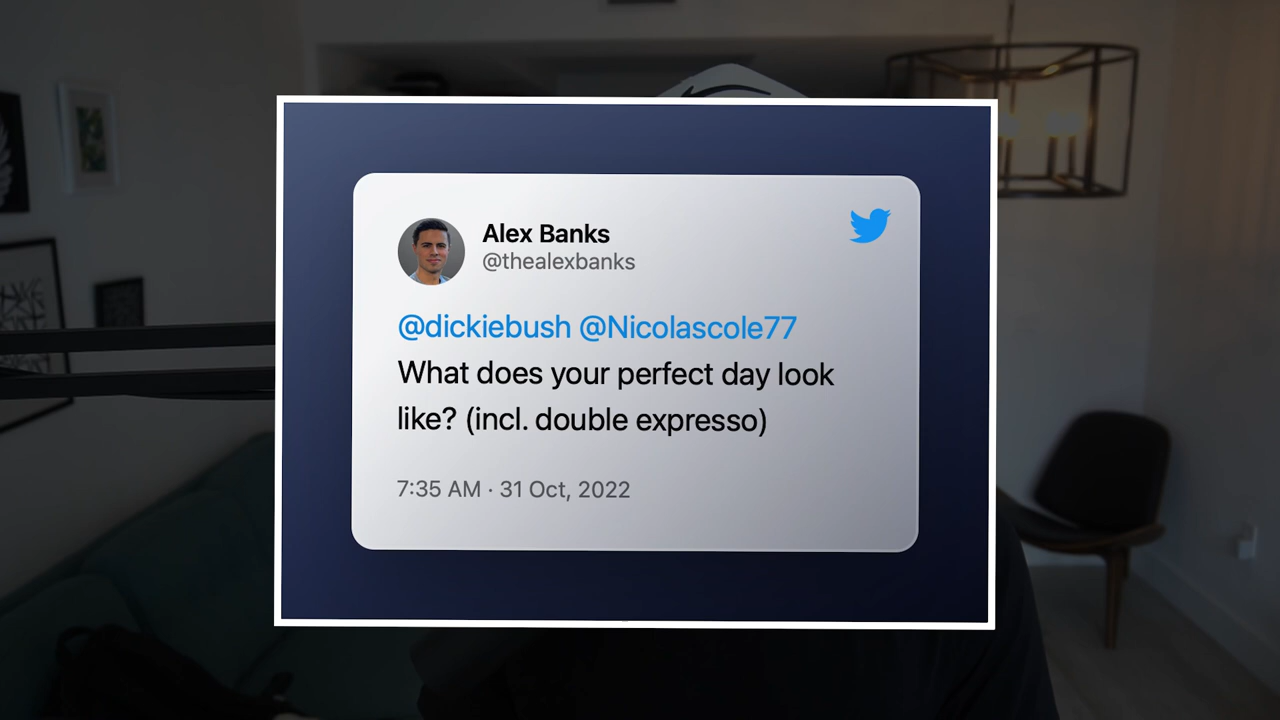 Alex Banks
@thealexbanks
@dickiebush @Nicolascole77
What does your perfect day look
like? (incl. double expresso)
7:35 AM · 31 Oct, 2022